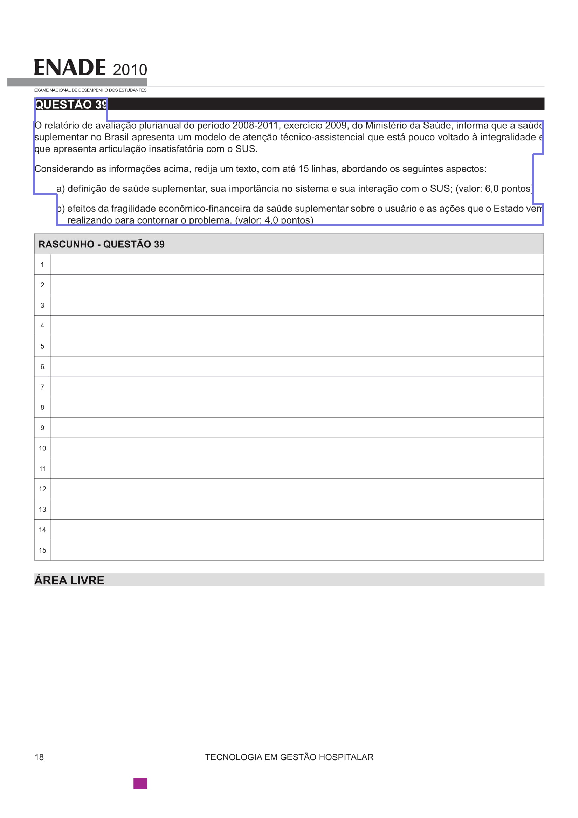 ENADE 2010
EXAME NACIONAL DE DESEMPENHO DOS ESTUDANTES
QUESTÃO 39
O relatório de avaliação plurianual do período 2008-2011, exercício 2009, do Ministério da Saúde, informa que a saúde
suplementar no Brasil apresenta um modelo de atenção técnico-assistencial que está pouco voltado à integralidade e
que apresenta articulação insatisfatória com o SUS.
Considerando as informações acima, redija um texto, com até 15 linhas, abordando os seguintes aspectos:
a) definição de saúde suplementar, sua importância no sistema e sua interação com o SUS; (valor: 6,0 pontos)
b) efeitos da fragilidade econômico-financeira da saúde suplementar sobre o usuário e as ações que o Estado vem
realizando para contornar o problema. (valor: 4,0 pontos)
RASCUNHO - QUESTÃO 39
1
2
3
4
5
6
7
8
9
10
11
12
13
14
15
ÁREA LIVRE
18 TECNOLOGIA EM GESTÃO HOSPITALAR